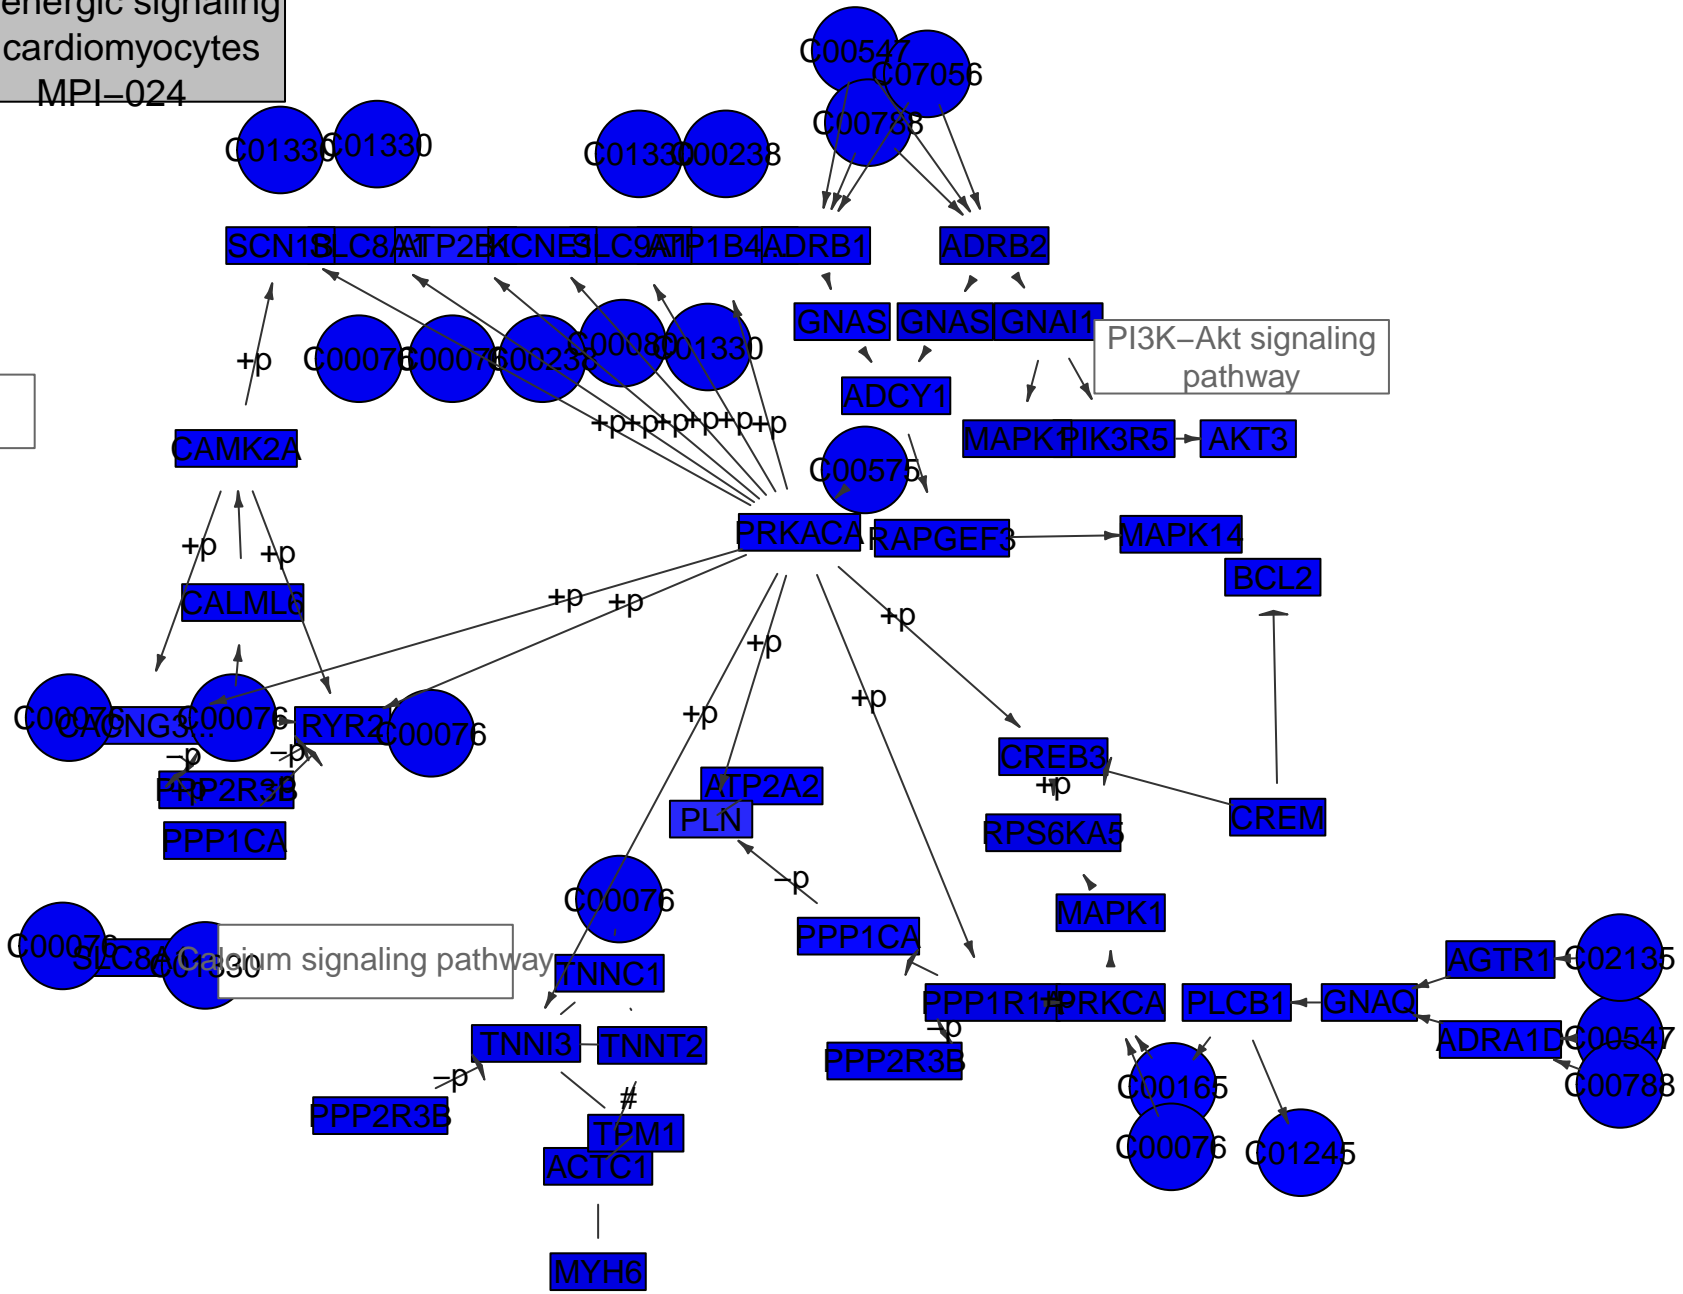 energic signaling
cardiomyocytes
MPI−024
C00547
C07056
C00788
C01330
C01330
C01330
C00238
SCN1B
SLC8A1
ATP2B1
KCNE1
SLC9A1
ATP1B4...
ADRB1
ADRB2
GNAS
GNAS
GNAI1
PI3K−Akt signaling
pathway
+p
C00076
C00076
C00238
C00080
C01330
ADCY1
+p
+p
+p
+p
+p
+p
CAMK2A
MAPK1
PIK3R5
AKT3
C00575
PRKACA
RAPGEF3
MAPK14
BCL2
+p
+p
CALML6
+p
+p
+p
+p
+p
+p
C00076
CACNG3...
C00076
RYR2
C00076
−p
−p
CREB3
+p
PPP2R3B
ATP2A2
PLN
CREM
RPS6KA5
PPP1CA
−p
C00076
MAPK1
PPP1CA
C00076
SLC8A1
C01330
Calcium signaling pathway
TNNC1
AGTR1
C02135
PPP1R1A
PRKCA
PLCB1
GNAQ
−p
TNNI3
TNNT2
ADRA1D
C00547
PPP2R3B
−p
C00165
C00788
#
PPP2R3B
TPM1
C00076
C01245
ACTC1
MYH6